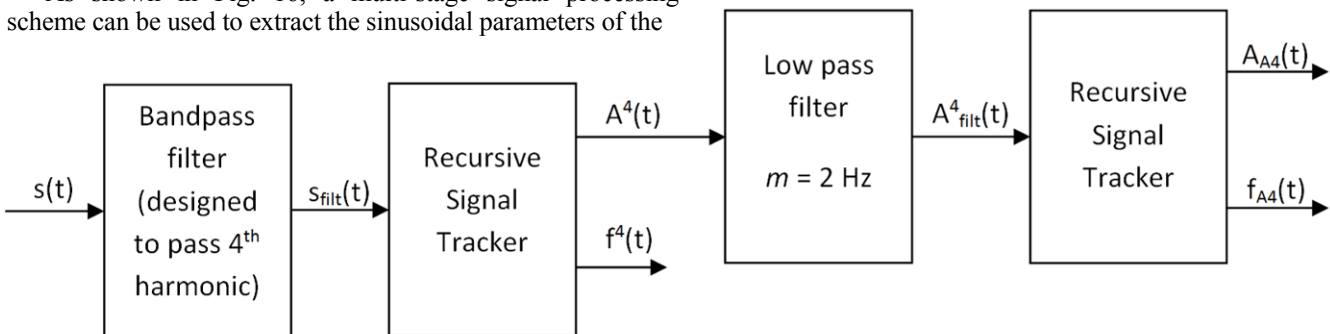 As shown in Fig. 16, a multi-stage signal processing
scheme can be used to extract the sinusoidal parameters of the
s(t)
Bandpass
filter
(designed
to pass 4th
harmonic)
sfilt(t)
Recursive
Signal
Tracker
A4(t)
f4(t)
Low pass
filter
m = 2 Hz
A4filt(t)
Recursive
Signal
Tracker
AA4(t)
fA4(t)